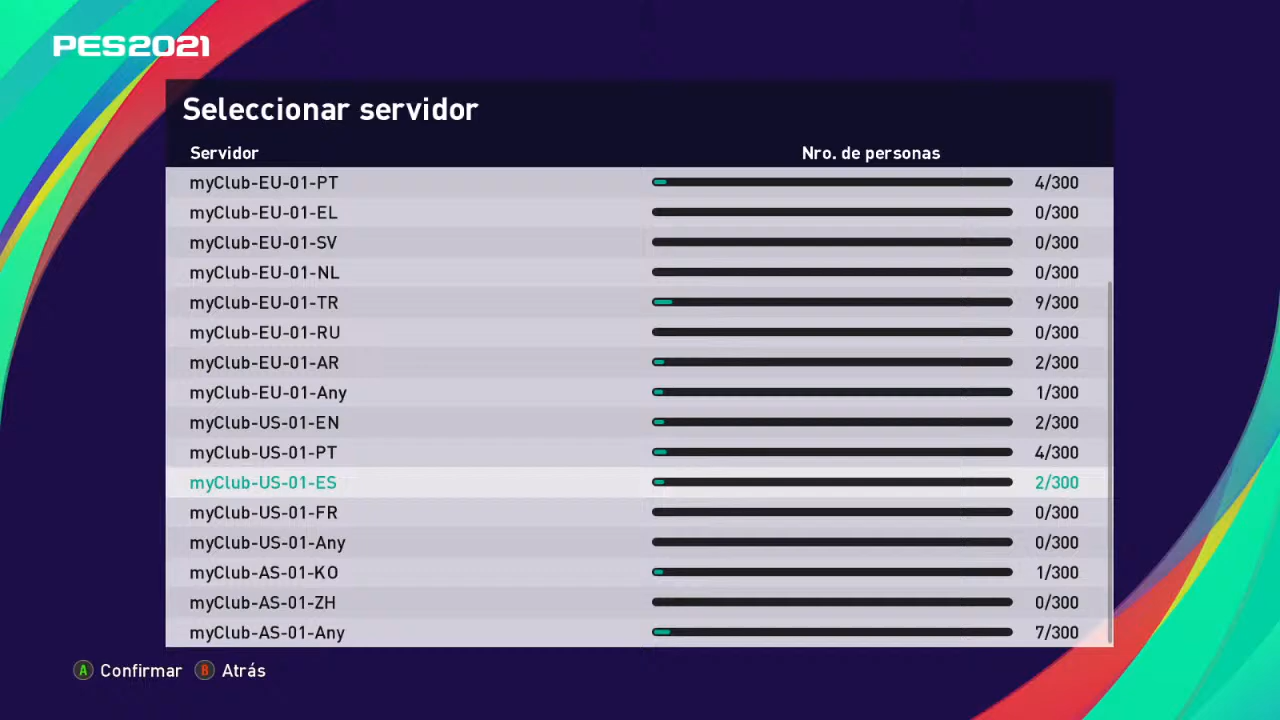 PES2021
Seleccionar servidor
Servidor Nro. de personas
myClub-EU-01-PT 4/300
myClub-EU-01-EL 0/300
myClub-EU-01-SV 0/300
myClub-EU-01-NL 0/300
myClub-EU-01-TR 9/300
myClub-EU-01-RU 0/300
myClub-EU-01-AR 2/300
myClub-EU-01-Any 1/300
myClub-US-01-EN 2/300
myClub-US-01-PT 4/300
myClub-US-01-ES 2/300
myClub-US-01-FR 0/300
myClub-US-01-Any 0/300
myClub-AS-01-KO 1/300
myClub-AS-01-ZH 0/300
myClub-AS-01-Any 7/300
A Confirmar B Atrás